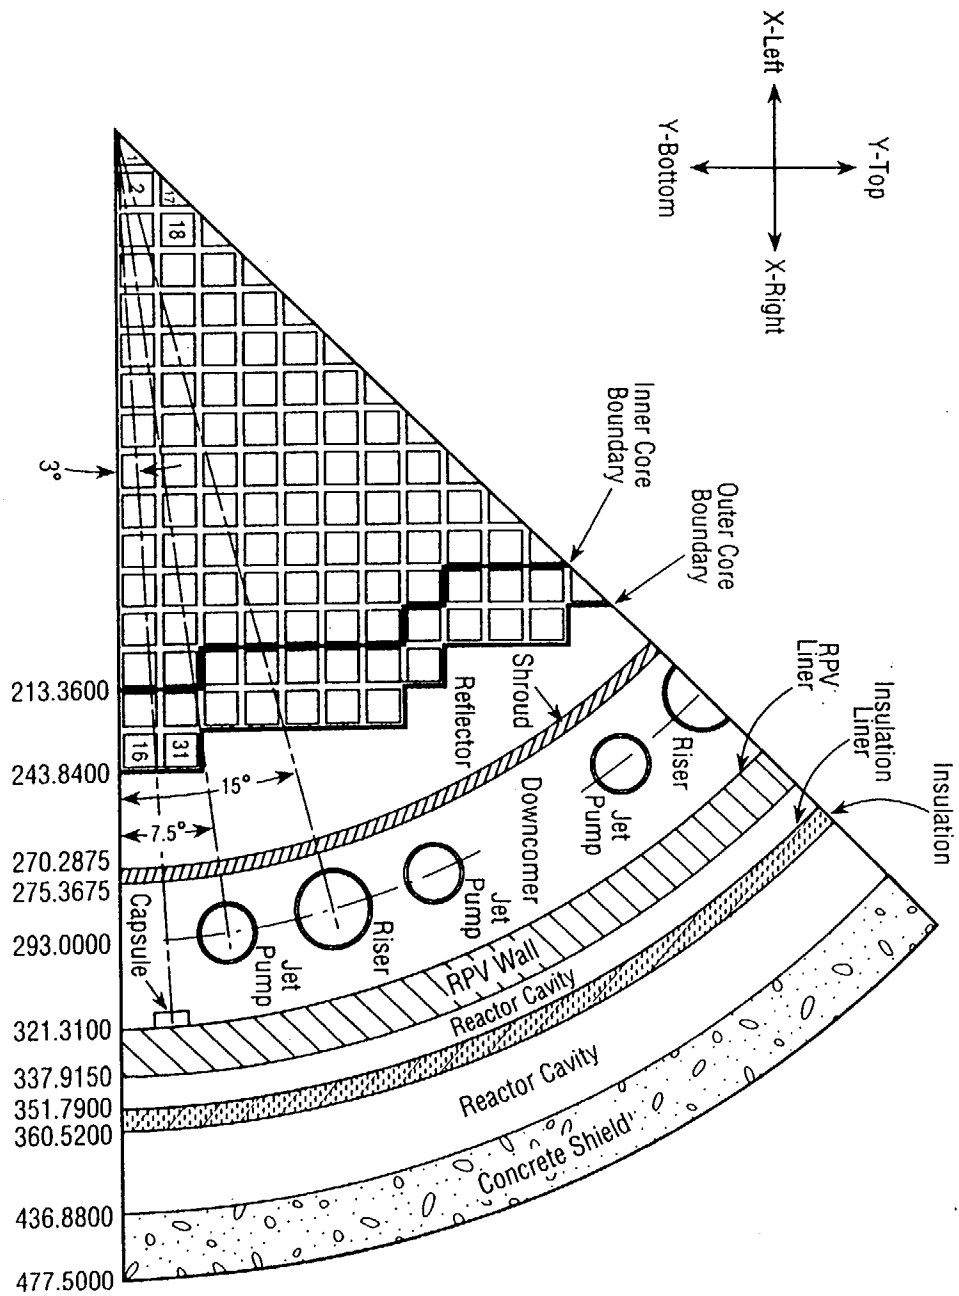 X-Left
Y-Top
Y-Bottom
X-Right
1
2
17
18
Inner Core
Boundary
Outer Core
Boundary
3°
RPV
Liner
Insulation
Liner
Insulation
Shroud
Reflector
Riser
Jet
Pump
Downcomer
16
31
15°
7.5°
Jet
Pump
Riser
Jet
Pump
Capsule
RPV Wall
Reactor Cavity
Reactor Cavity
Concrete Shield
213.3600
243.8400
270.2875
275.3675
293.0000
321.3100
337.9150
351.7900
360.5200
436.8800
477.5000